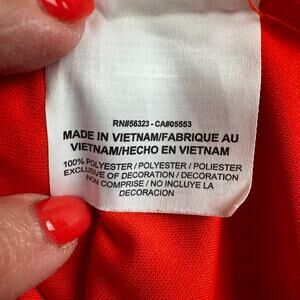 RN#56323 - CA#05553
MADE IN VIETNAM/FABRIQUE AU
VIETNAM/HECHO EN VIETNAM
100% POLYESTER / POLYESTER / POLIESTER
EXCLUSIVE OF DECORATION / DECORATION
NON COMPRISE / NO INCLUYE LA
DECORACION